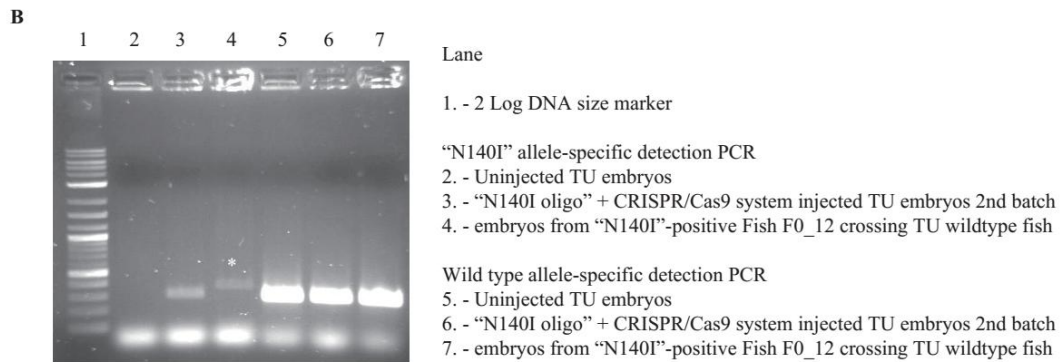 B
1 2 3 4 5 6 7
*
Lane
1. - 2 Log DNA size marker
“N140I” allele-specific detection PCR
2. - Uninjected TU embryos
3. - “N140I oligo” + CRISPR/Cas9 system injected TU embryos 2nd batch
4. - embryos from “N140I”-positive Fish F0_12 crossing TU wildtype fish
Wild type allele-specific detection PCR
5. - Uninjected TU embryos
6. - “N140I oligo” + CRISPR/Cas9 system injected TU embryos 2nd batch
7. - embryos from “N140I”-positive Fish F0_12 crossing TU wildtype fish